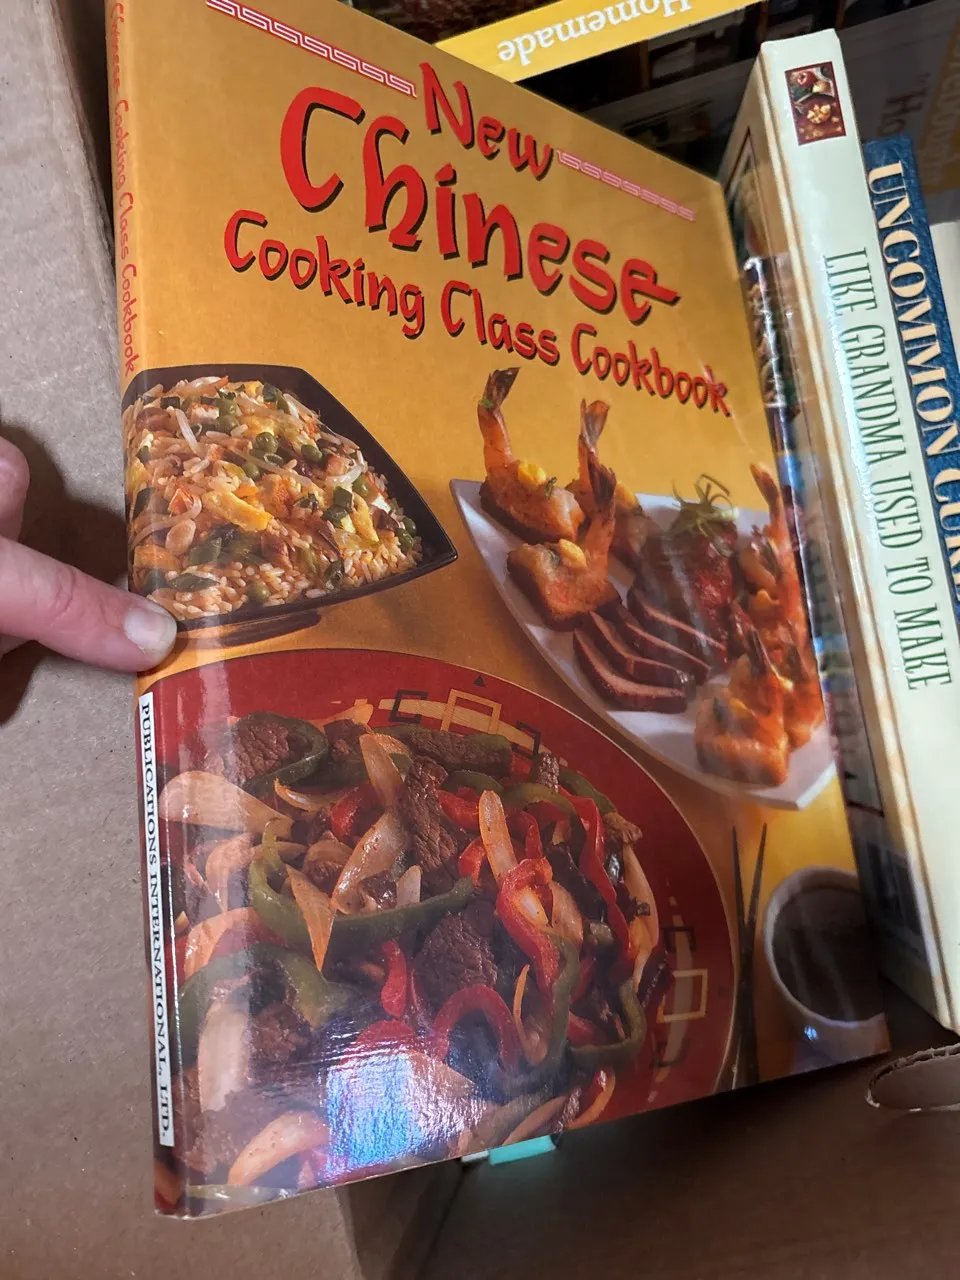 New
Chinese
Cooking Class Cookbook
Chinese Cooking Class Cookbook
PUBLICATIONS INTERNATIONAL, LTD.
Homemade
LIKE GRANDMA USED TO MAKE
UNCOMMON